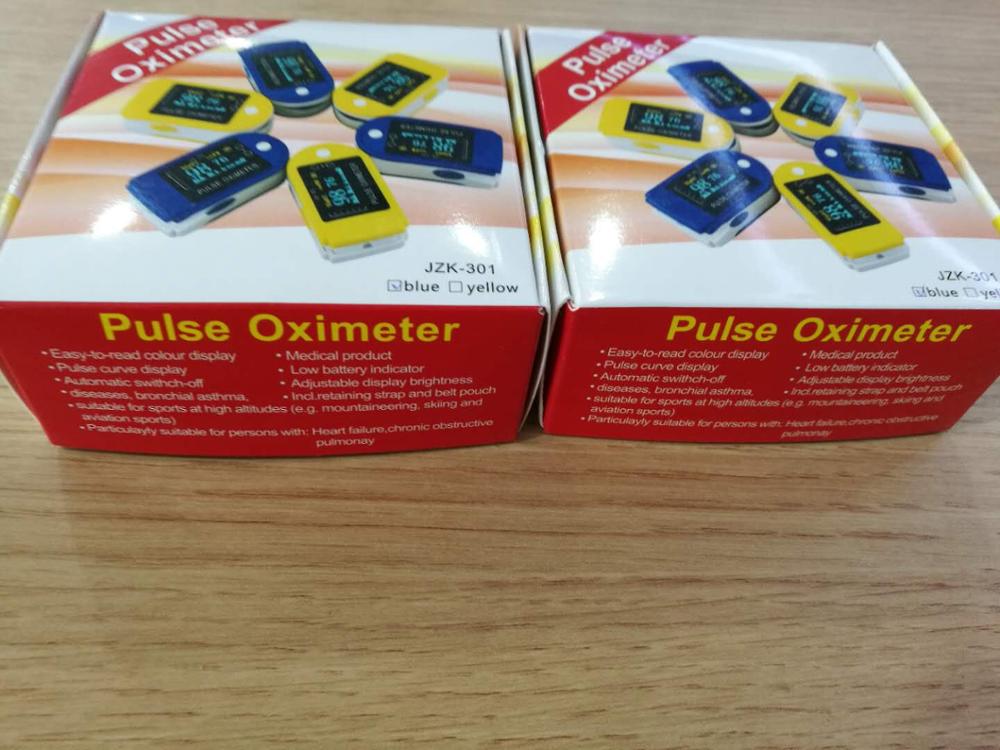 Pulse
Oximeter
JZK-301
blue yellow
Pulse Oximeter
• Easy-to-read colour display
• Pulse curve display
• Automatic swithch-off
• diseases, bronchial asthma,
• Medical product
• Low battery indicator
• Adjustable display brightness
• Incl.retaining strap and belt pouch
• suitable for sports at high altitudes (e.g. mountaineering, skiing and
aviation sports)
• Particulayly suitable for persons with: Heart failure,chronic obstructive
pulmonay
Pulse
Oximeter
JZK-301
blue
Pulse Oximeter
• Easy-to-read colour display
• Pulse curve display
• Automatic swithch-off
• diseases, bronchial asthma,
• Medical product
• Low battery indicator
• Adjustable display brightness
• Incl.retaining strap and belt pouch
• suitable for sports at high altitudes (e.g. mountaineering, skiing and
aviation sports)
• Particulayly suitable for persons with: Heart failure,chronic obstructive
pulmonay